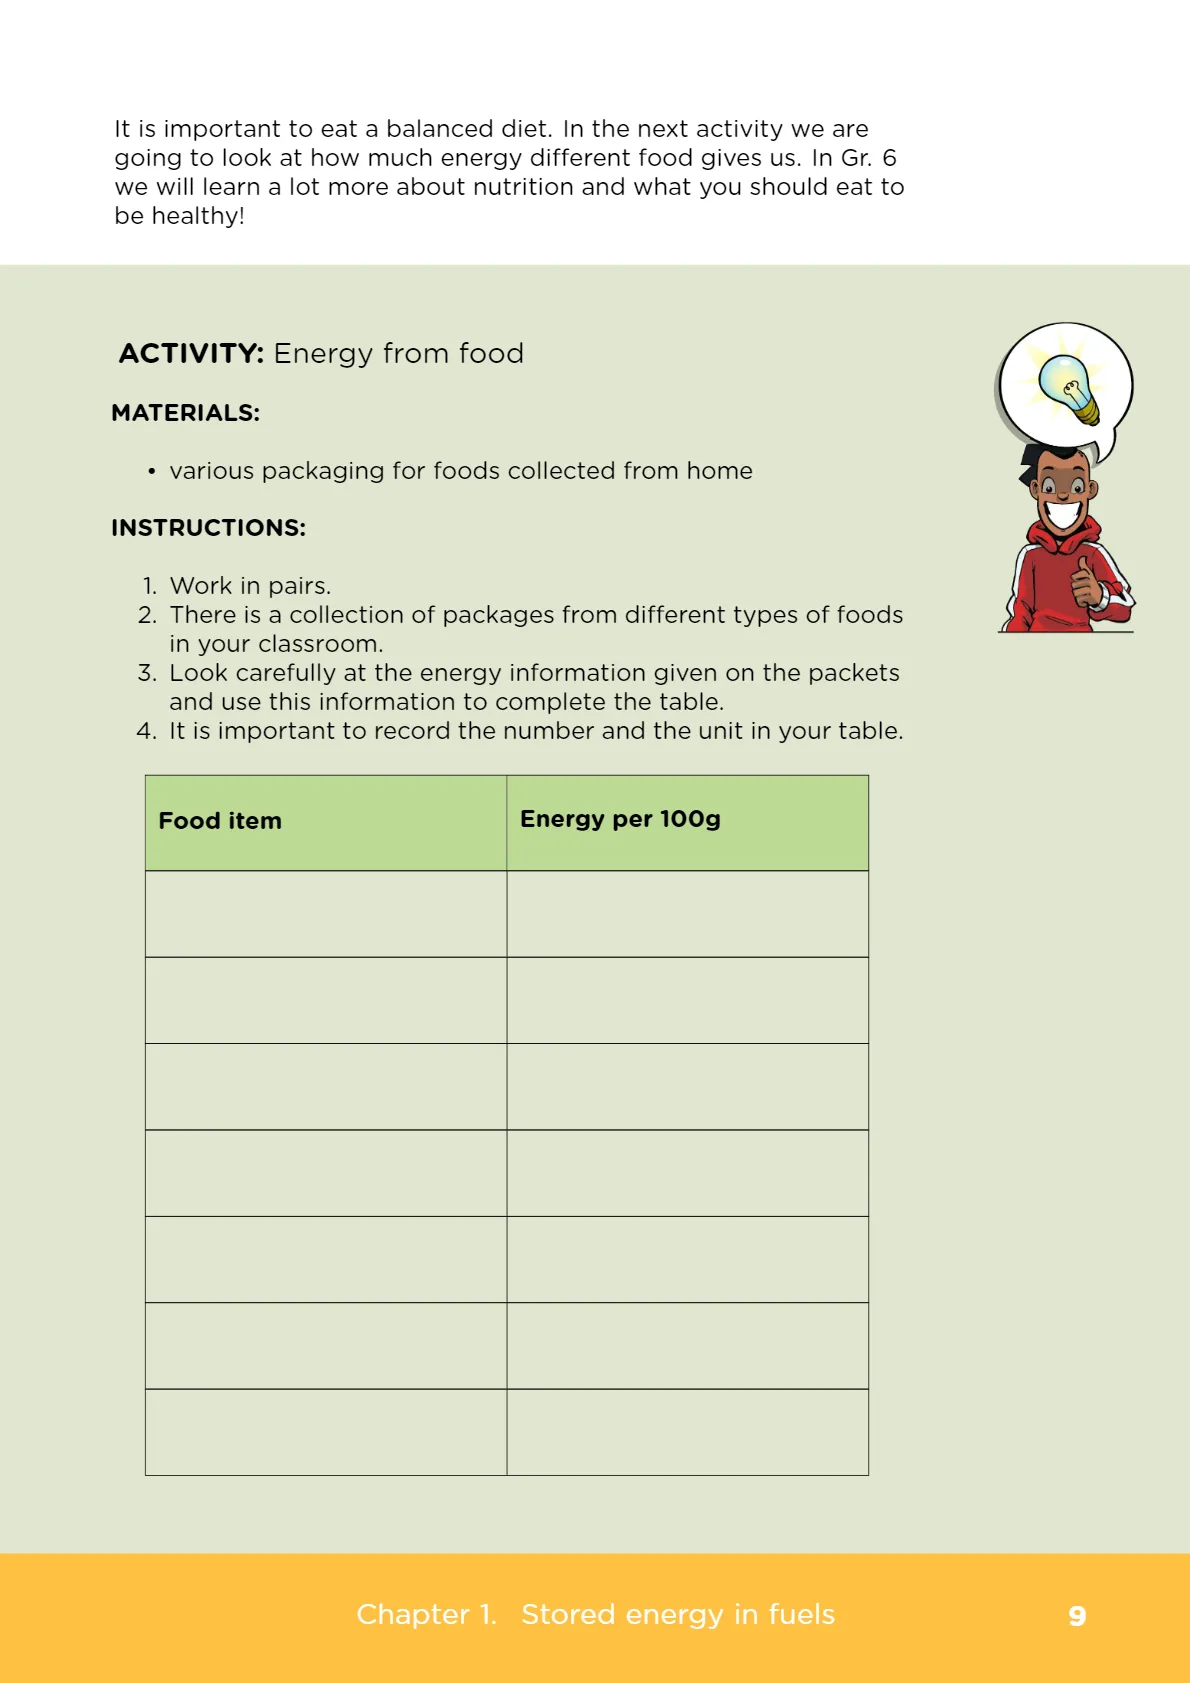 It is important to eat a balanced diet. In the next activity we are
going to look at how much energy different food gives us. In Gr. 6
we will learn a lot more about nutrition and what you should eat to
be healthy!
ACTIVITY: Energy from food
MATERIALS:
• various packaging for foods collected from home
INSTRUCTIONS:
1. Work in pairs.
2. There is a collection of packages from different types of foods
in your classroom.
3. Look carefully at the energy information given on the packets
and use this information to complete the table.
4. It is important to record the number and the unit in your table.
Food item
Energy per 100g
Chapter 1. Stored energy in fuels
9